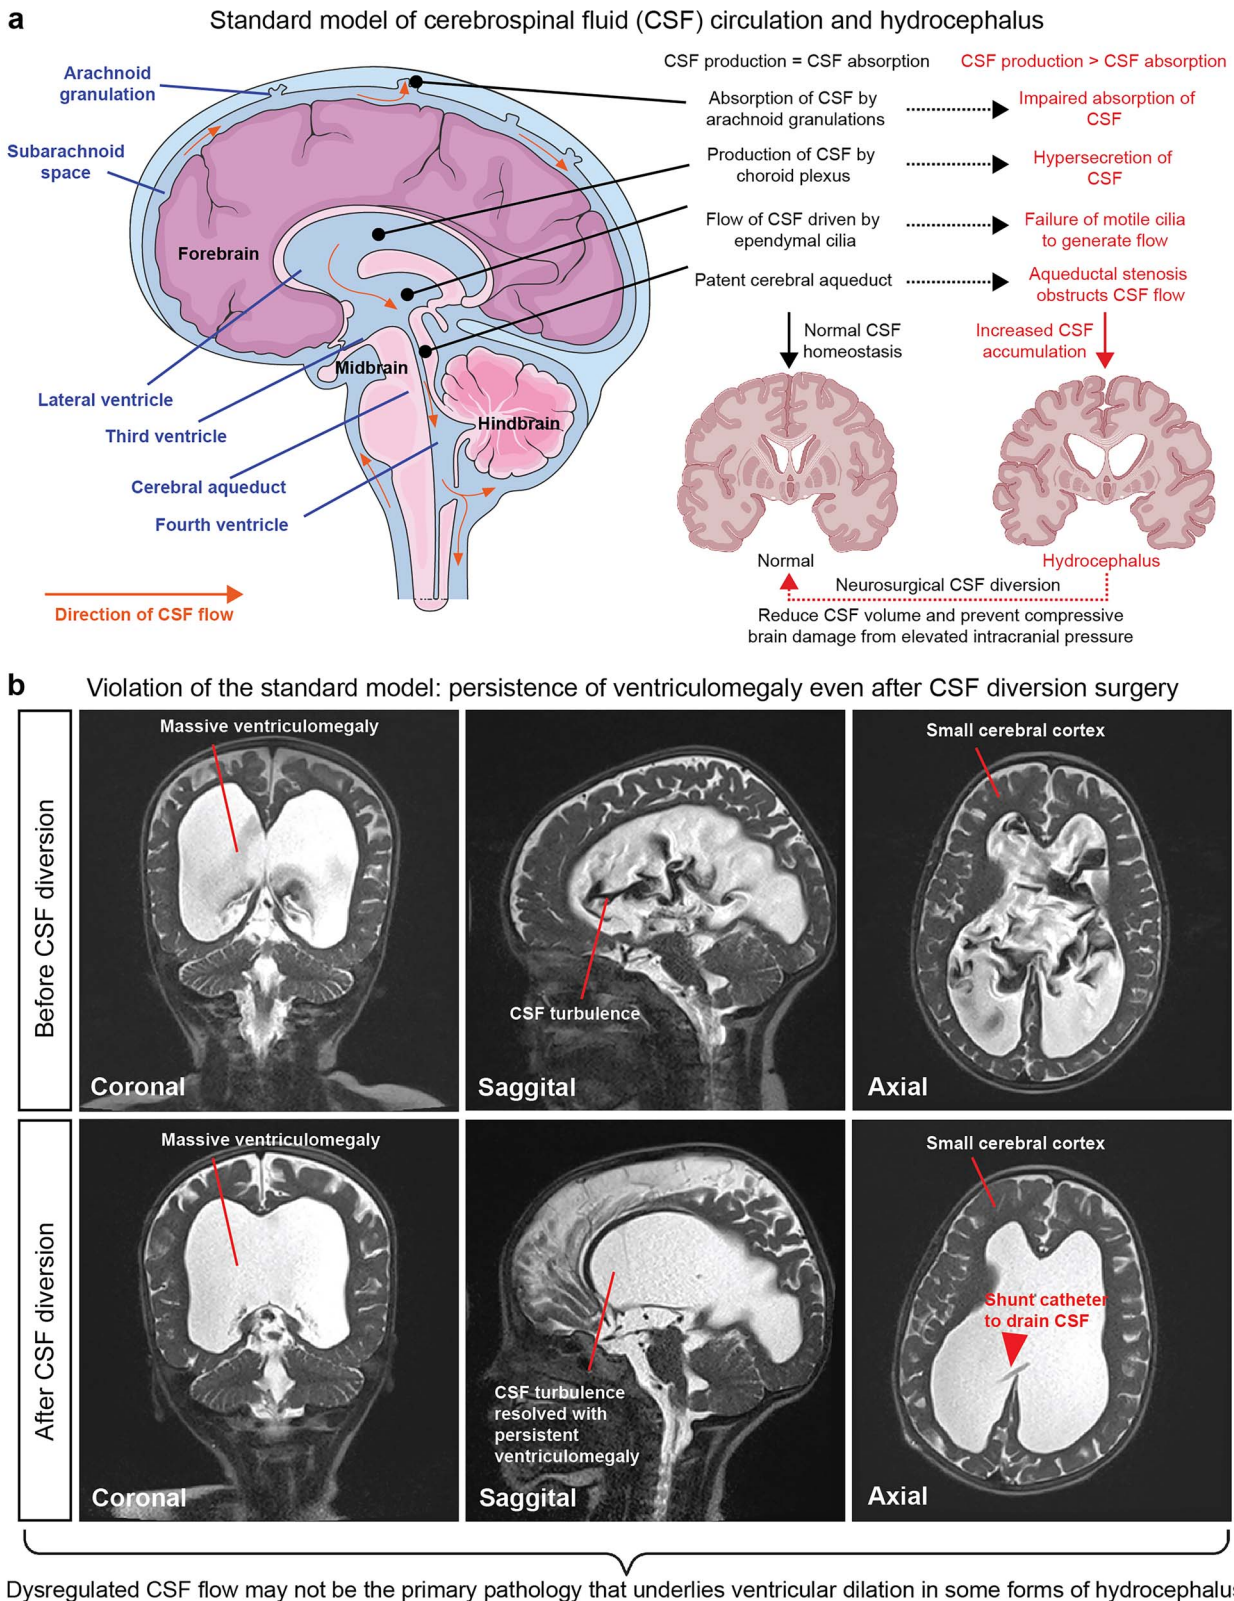 a
Standard model of cerebrospinal fluid (CSF) circulation and hydrocephalus
Arachnoid
granulation
Subarachnoid
space
Forebrain
Midbrain
Hindbrain
Lateral ventricle
Third ventricle
Cerebral aqueduct
Fourth ventricle
Direction of CSF flow
CSF production = CSF absorption
CSF production > CSF absorption
Absorption of CSF by
arachnoid granulations
Impaired absorption of
CSF
Production of CSF by
choroid plexus
Hypersecretion of
CSF
Flow of CSF driven by
ependymal cilia
Failure of motile cilia
to generate flow
Patent cerebral aqueduct
Aqueductal stenosis
obstructs CSF flow
Normal CSF
homeostasis
Increased CSF
accumulation
Normal
Hydrocephalus
Neurosurgical CSF diversion
Reduce CSF volume and prevent compressive
brain damage from elevated intracranial pressure
b
Violation of the standard model: persistence of ventriculomegaly even after CSF diversion surgery
Before CSF diversion
Massive ventriculomegaly
Coronal
CSF turbulence
Saggital
Small cerebral cortex
Axial
After CSF diversion
Massive ventriculomegaly
Coronal
CSF turbulence
resolved with
persistent
ventriculomegaly
Saggital
Small cerebral cortex
Shunt catheter
to drain CSF
Axial
Dysregulated CSF flow may not be the primary pathology that underlies ventricular dilation in some forms of hydrocephalus